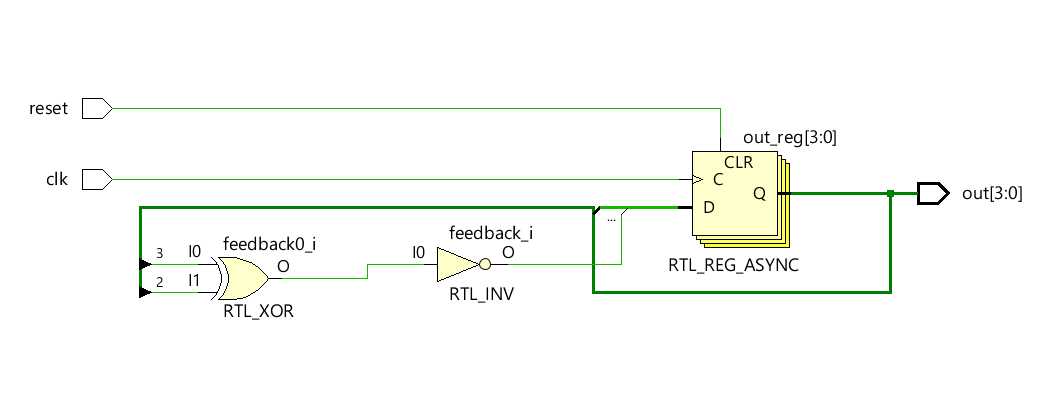 reset
clk
out_reg[3:0]
CLR
C
D
Q
...
RTL_REG_ASYNC
out[3:0]
3
2
I0
I1
feedback0_i
O
RTL_XOR
I0
feedback_i
O
RTL_INV